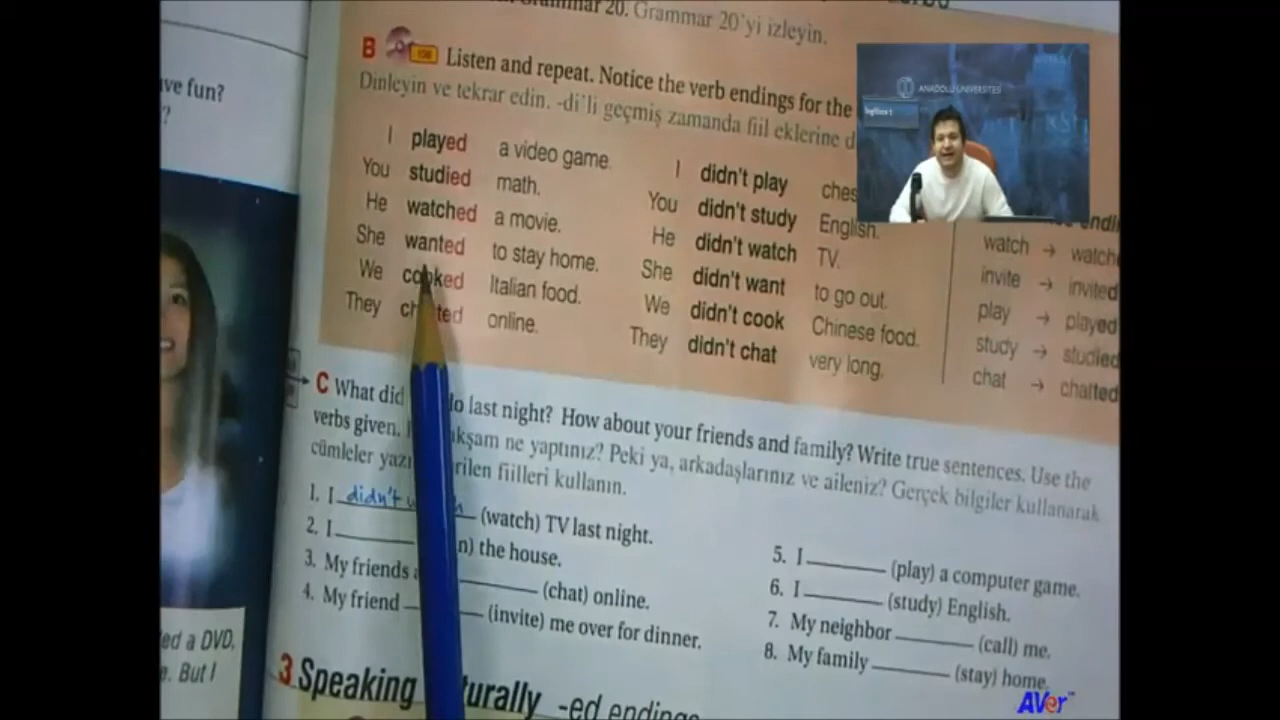 Grammar 20. Grammar 20'yi izleyin.
ve fun?
?
B 136 Listen and repeat. Notice the verb endings for the
Dinleyin ve tekrar edin. -di'li geçmiş zamanda fiil eklerine
I played a video game.
You studied math.
He watched a movie.
She wanted to stay home.
We cooked Italian food.
They chatted online.
I didn't play
You didn't study English.
He didn't watch TV.
She didn't want to go out.
We didn't cook Chinese food.
They didn't chat very long.
watch →
invite → invited
play → played
study → studied
chat → chatted
ANADOLU ÜNİVERSİTESİ
İngilizce 1
C What did last night? How about your friends and family? Write true sentences. Use the
verbs given. akşam ne yaptınız? Peki ya, arkadaşlarınız ve aileniz? Gerçek bilgiler kullanarak
cümleler fiilleri kullanın.
1. I didn't (watch) TV last night.
2. I the house.
3. My friends (chat) online.
4. My friend (invite) me over for dinner.
5. I (play) a computer game.
6. I (study) English.
7. My neighbor (call) me.
8. My family (stay) home.
ed a DVD,
. But I
3 Speaking naturally -ed endings
AVer